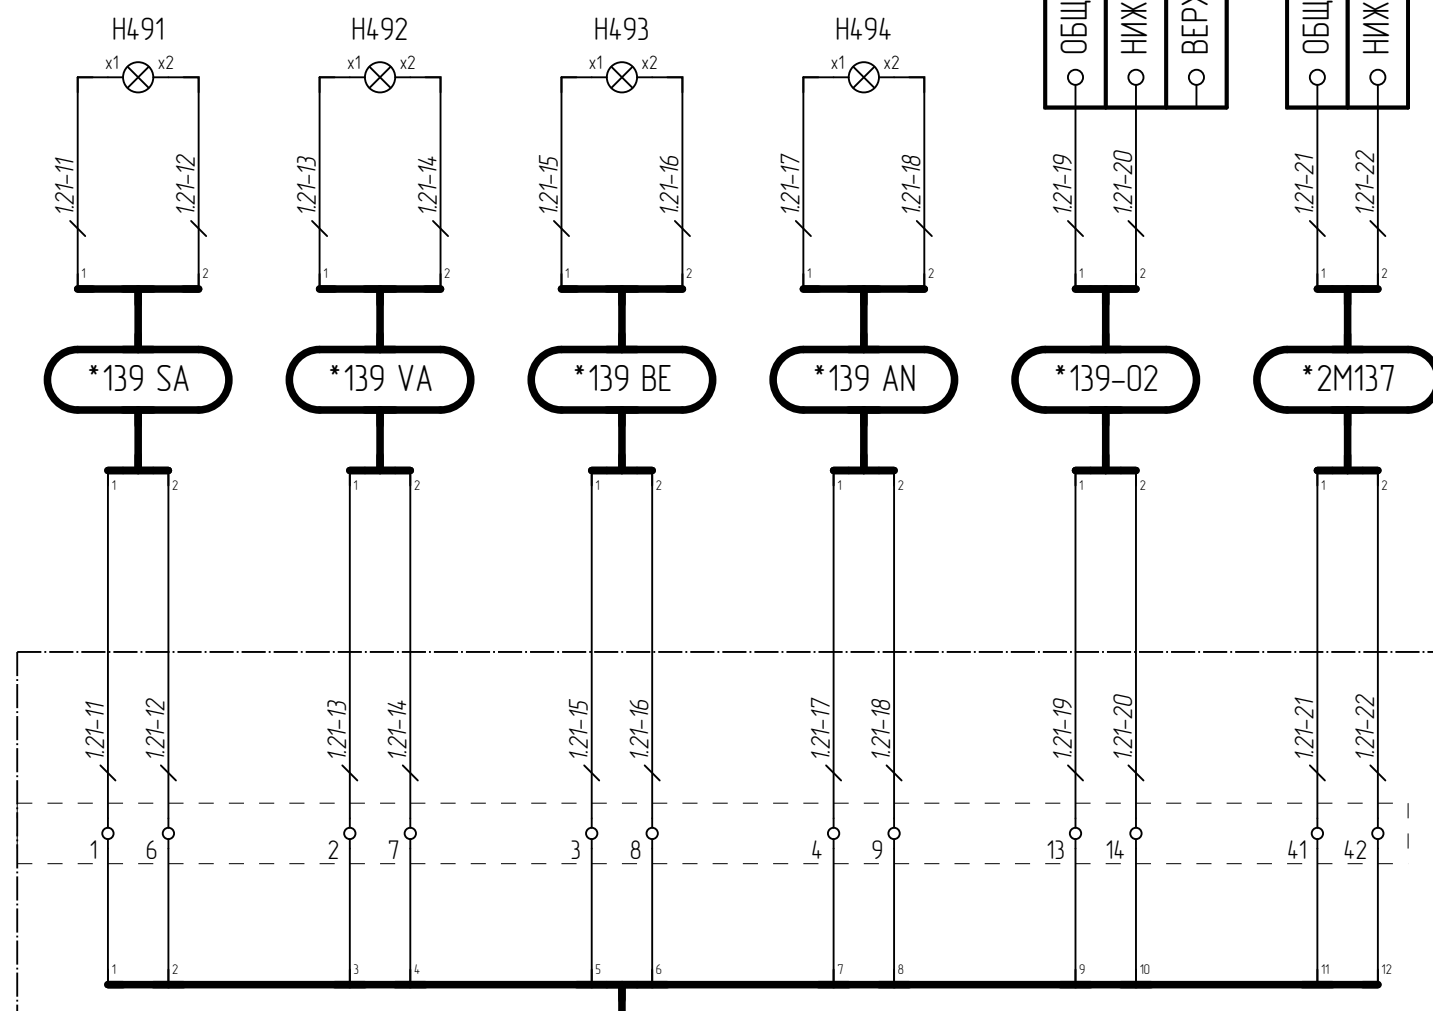 H491 H492 H493 H494
ОБЩ НИЖ ВЕРХ ОБЩ НИЖ
x1 x2 x1 x2 x1 x2 x1 x2
1.21-11 1.21-12 1.21-13 1.21-14 1.21-15 1.21-16 1.21-17 1.21-18 1.21-19 1.21-20 1.21-21 1.21-22
1 2 1 2 1 2 1 2 1 2 1 2
*139 SA *139 VA *139 BE *139 AN *139-02 *2M137
1 2 1 2 1 2 1 2 1 2 1 2
1.21-11 1.21-12 1.21-13 1.21-14 1.21-15 1.21-16 1.21-17 1.21-18 1.21-19 1.21-20 1.21-21 1.21-22
1 6 2 7 3 8 4 9 13 14 41 42
1 2 3 4 5 6 7 8 9 10 11 12